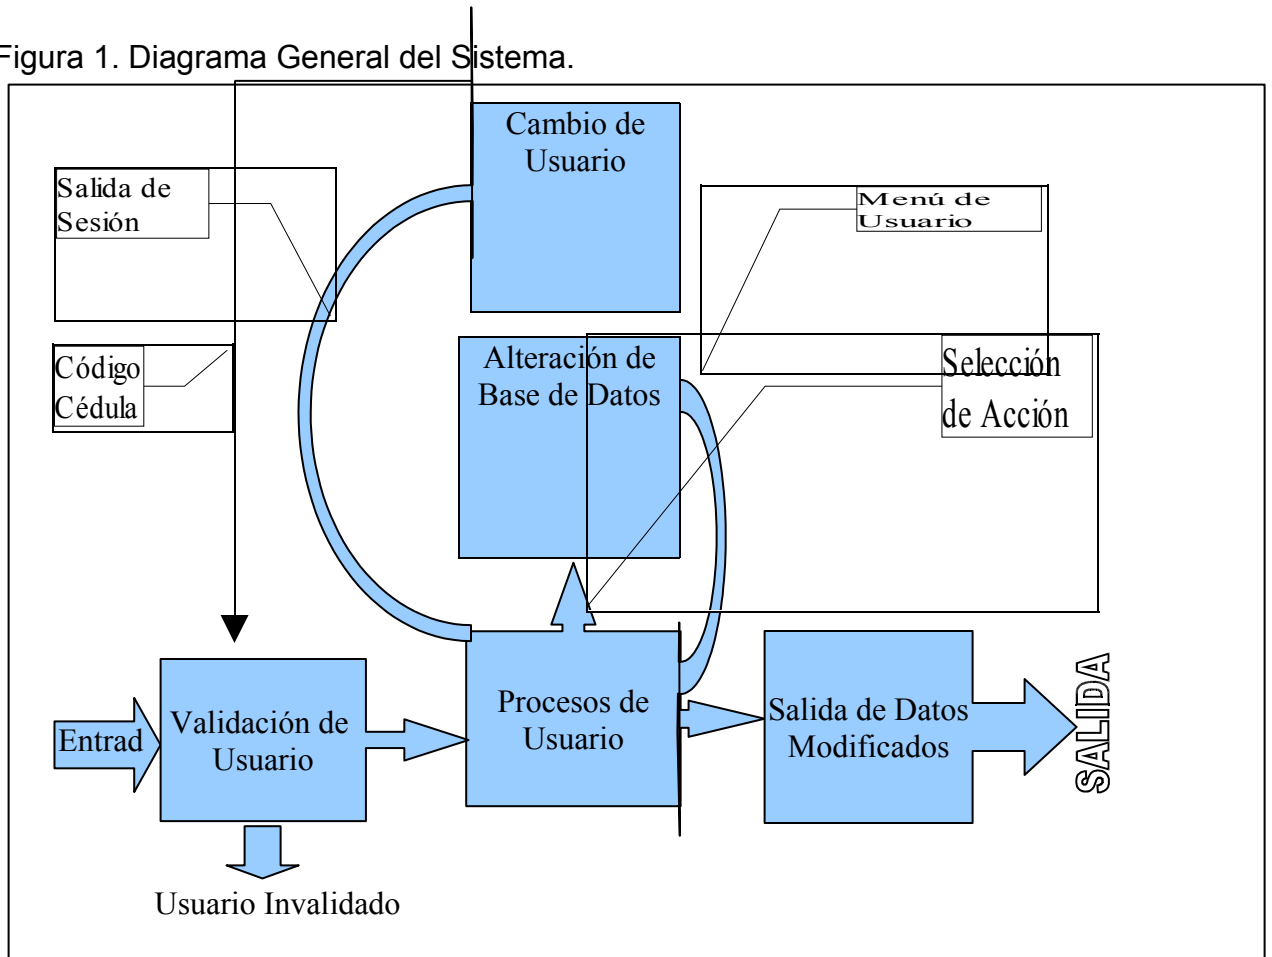 Figura 1. Diagrama General del Sistema.
Cambio de
Usuario
Salida de
Sesión
Menú de
Usuario
Código
Cédula
Alteración de
Base de Datos
Selección
de Acción
Entrad
Validación de
Usuario
Procesos de
Usuario
Salida de Datos
Modificados
SALIDA
Usuario Invalidado